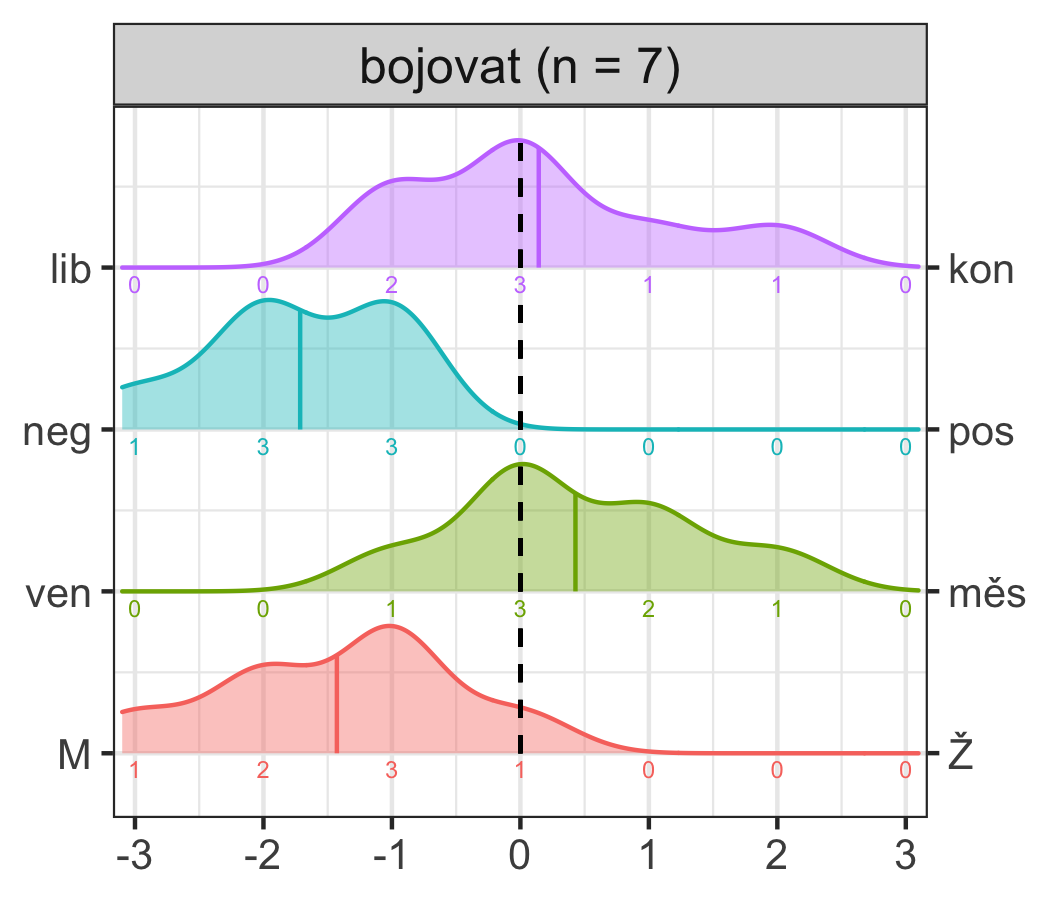 bojovat (n = 7)
lib kon
0 0 2 3 1 1 0
neg pos
1 3 3 0 0 0 0
ven měs
0 0 1 3 2 1 0
M Ž
1 2 3 1 0 0 0
-3 -2 -1 0 1 2 3